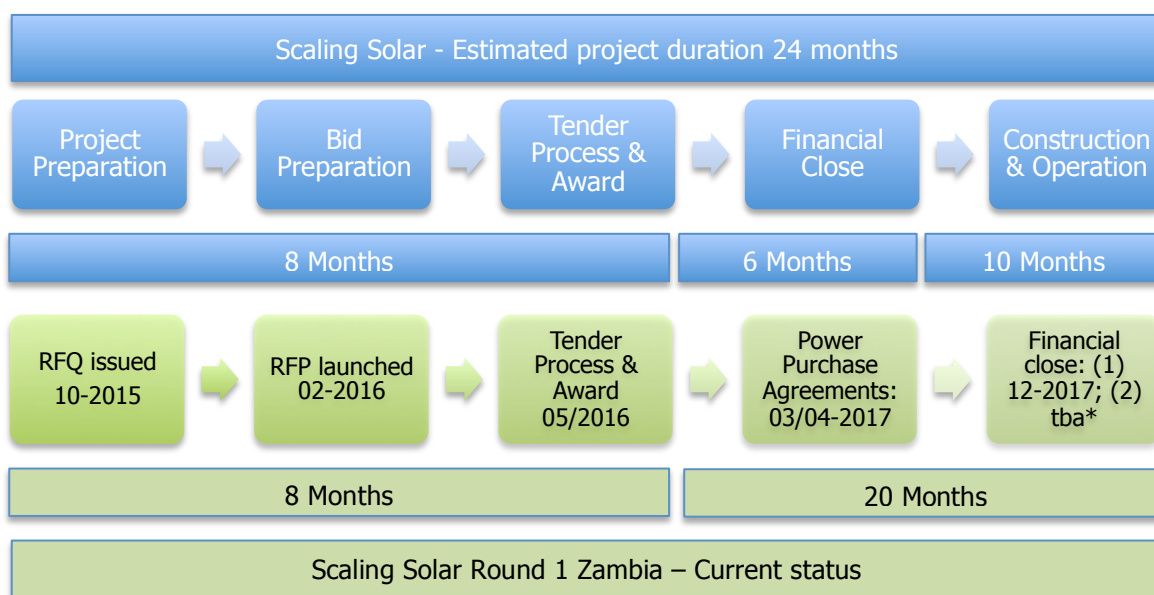 Scaling Solar - Estimated project duration 24 months
Project
Preparation
Bid
Preparation
Tender
Process &
Award
Financial
Close
Construction
& Operation
8 Months
6 Months
10 Months
RFQ issued
10-2015
RFP launched
02-2016
Tender
Process &
Award
05/2016
Power
Purchase
Agreements:
03/04-2017
Financial
close: (1)
12-2017; (2)
tba*
8 Months
20 Months
Scaling Solar Round 1 Zambia – Current status